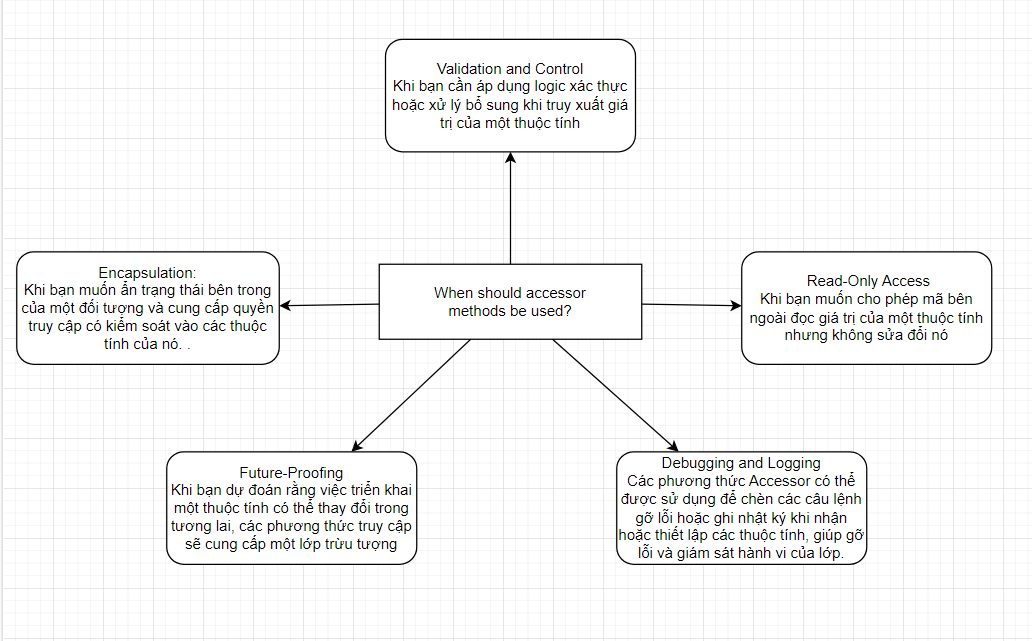 Validation and Control
Khi bạn cần áp dụng logic xác thực
hoặc xử lý bổ sung khi truy xuất giá
trị của một thuộc tính
Encapsulation:
Khi bạn muốn ẩn trạng thái bên trong
của một đối tượng và cung cấp quyền
truy cập có kiểm soát vào các thuộc
tính của nó. .
When should accessor
methods be used?
Read-Only Access
Khi bạn muốn cho phép mã bên
ngoài đọc giá trị của một thuộc tính
nhưng không sửa đổi nó
Future-Proofing
Khi bạn dự đoán rằng việc triển khai
một thuộc tính có thể thay đổi trong
tương lai, các phương thức truy cập
sẽ cung cấp một lớp trừu tượng
Debugging and Logging
Các phương thức Accessor có thể
được sử dụng để chèn các câu lệnh
gỡ lỗi hoặc ghi nhật ký khi nhận
hoặc thiết lập các thuộc tính, giúp gỡ
lỗi và giám sát hành vi của lớp.